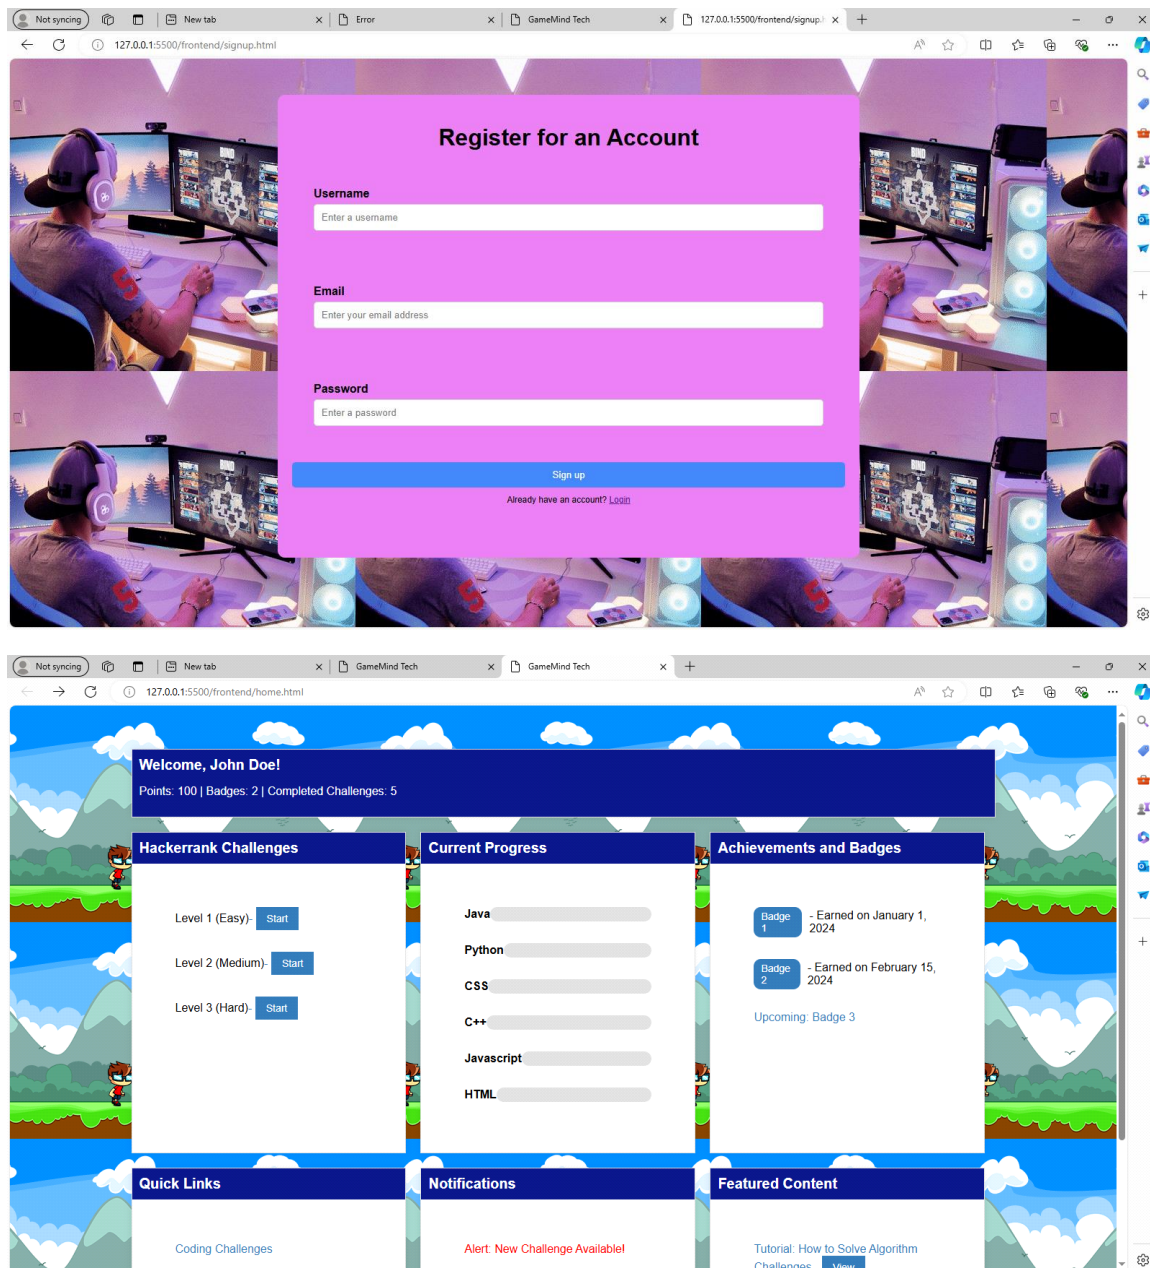 Not syncing
New tab
Error
GameMind Tech
127.0.0.1:5500/frontend/signup.h
127.0.0.1:5500/frontend/signup.html
Register for an Account
Username
Enter a username
Email
Enter your email address
Password
Enter a password
Sign up
Already have an account? Login
Not syncing
New tab
GameMind Tech
GameMind Tech
127.0.0.1:5500/frontend/home.html
Welcome, John Doe!
Points: 100 | Badges: 2 | Completed Challenges: 5
Hackerrank Challenges
Level 1 (Easy)- Start
Level 2 (Medium)- Start
Level 3 (Hard)- Start
Current Progress
Java
Python
CSS
C++
Javascript
HTML
Achievements and Badges
Badge 1 - Earned on January 1,
2024
Badge 2 - Earned on February 15,
2024
Upcoming: Badge 3
Quick Links
Coding Challenges
Notifications
Alert: New Challenge Available!
Featured Content
Tutorial: How to Solve Algorithm
Challenges - View